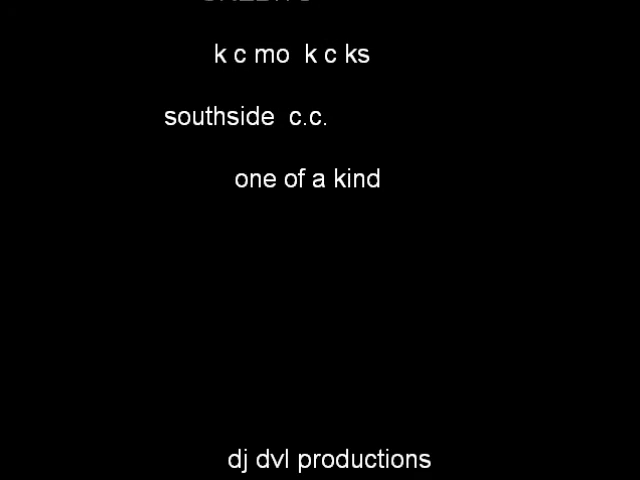 k c mo  k c ks
southside  c.c.
one of a kind
dj dvl productions